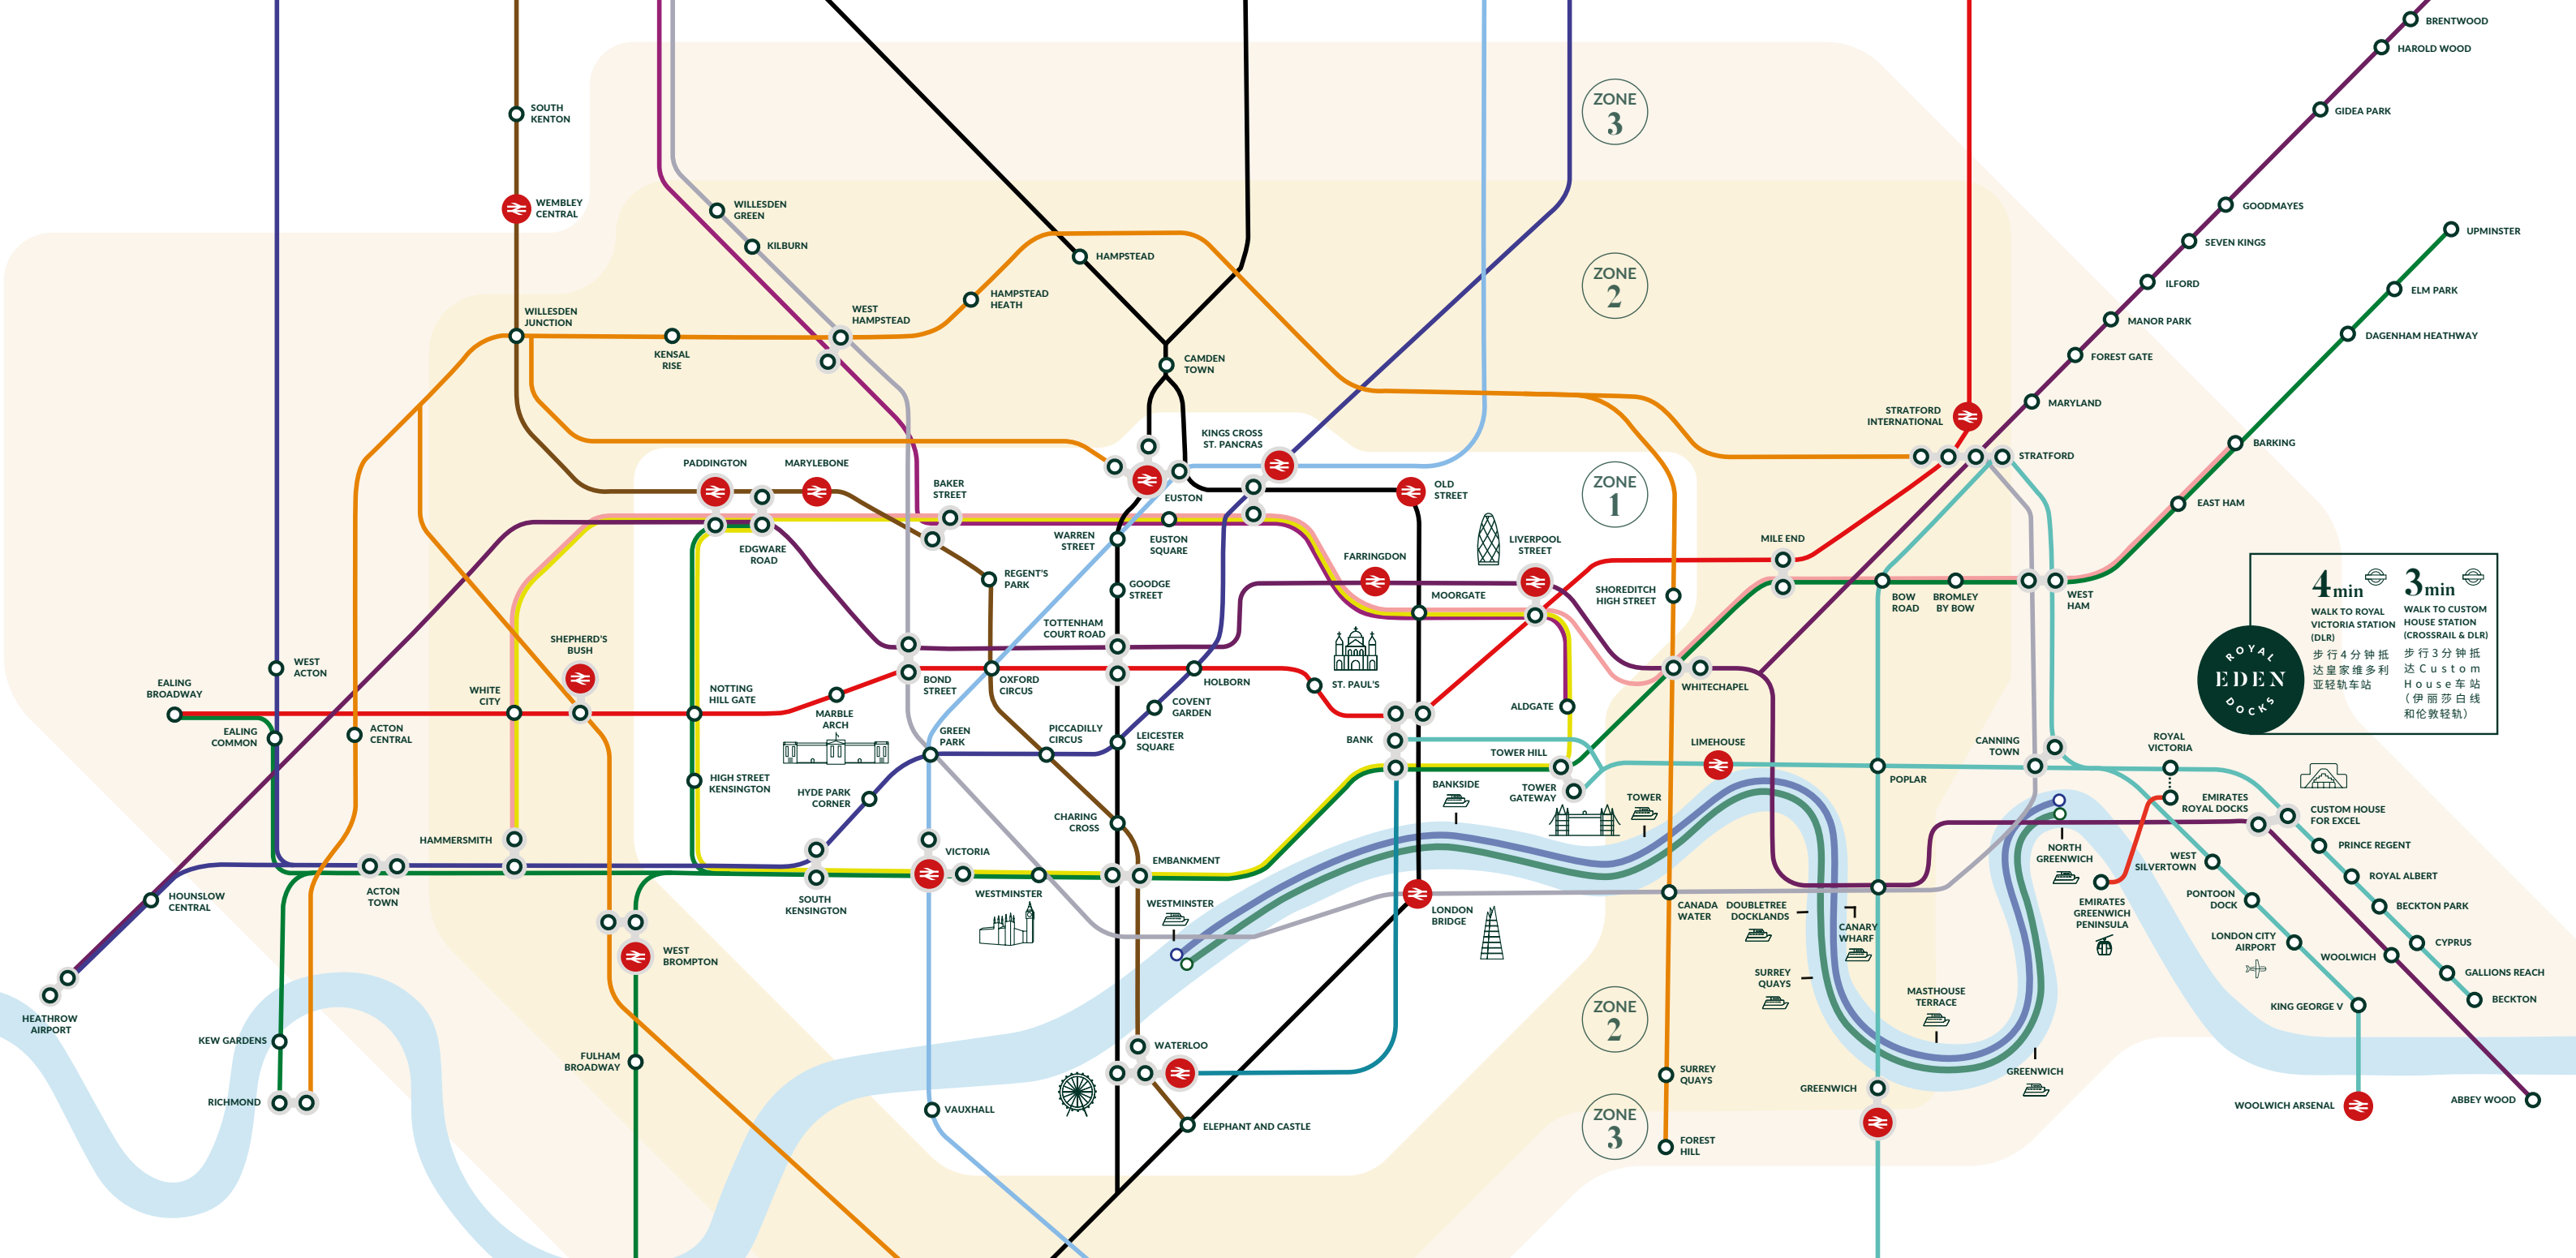 BRENTWOOD
HAROLD WOOD
GIDEA PARK
GOODMAYES
SEVEN KINGS
ILFORD
MANOR PARK
FOREST GATE
MARYLAND
UPMINSTER
ELM PARK
DAGENHAM HEATHWAY
BARKING
EAST HAM
ZONE
3
ZONE
2
ZONE
1
ZONE
2
ZONE
3
SOUTH
KENTON
WEMBLEY
CENTRAL
WILLESDEN
GREEN
KILBURN
WILLESDEN
JUNCTION
KENSAL
RISE
WEST
HAMPSTEAD
HAMPSTEAD
HEATH
HAMPSTEAD
CAMDEN
TOWN
KINGS CROSS
ST. PANCRAS
STRATFORD
INTERNATIONAL
STRATFORD
PADDINGTON
MARYLEBONE
BAKER
STREET
EUSTON
OLD
STREET
EDGWARE
ROAD
WARREN
STREET
EUSTON
SQUARE
REGENT'S
PARK
GOODGE
STREET
FARRINGDON
LIVERPOOL
STREET
MOORGATE
SHOREDITCH
HIGH STREET
MILE END
BOW
ROAD
BROMLEY
BY BOW
WEST
HAM
4min
WALK TO ROYAL
VICTORIA STATION
(DLR)
步行4分钟抵
达皇家维多利
亚轻轨车站
3min
WALK TO CUSTOM
HOUSE STATION
(CROSSRAIL & DLR)
步行3分钟抵
达Custom
House车站
(伊丽莎白线
和伦敦轻轨)
ROYAL
EDEN
DOCKS
TOTTENHAM
COURT ROAD
SHEPHERD'S
BUSH
WEST
ACTON
EALING
BROADWAY
EALING
COMMON
ACTON
CENTRAL
WHITE
CITY
NOTTING
HILL GATE
MARBLE
ARCH
BOND
STREET
OXFORD
CIRCUS
HOLBORN
ST. PAUL'S
WHITECHAPEL
COVENT
GARDEN
ALDGATE
GREEN
PARK
PICCADILLY
CIRCUS
LEICESTER
SQUARE
BANK
TOWER HILL
LIMEHOUSE
POPLAR
CANNING
TOWN
ROYAL
VICTORIA
HIGH STREET
KENSINGTON
HYDE PARK
CORNER
CHARING
CROSS
BANKSIDE
TOWER
GATEWAY
TOWER
EMIRATES
ROYAL DOCKS
CUSTOM HOUSE
FOR EXCEL
HAMMERSMITH
ACTON
TOWN
HOUNSLOW
CENTRAL
SOUTH
KENSINGTON
VICTORIA
WESTMINSTER
EMBANKMENT
WESTMINSTER
LONDON
BRIDGE
CANADA
WATER
DOUBLETREE
DOCKLANDS
CANARY
WHARF
NORTH
GREENWICH
EMIRATES
GREENWICH
PENINSULA
WEST
SILVERTOWN
PRINCE REGENT
ROYAL ALBERT
PONTOON
DOCK
BECKTON PARK
LONDON CITY
AIRPORT
CYPRUS
WOOLWICH
GALLIONS REACH
BECKTON
KING GEORGE V
WOOLWICH ARSENAL
ABBEY WOOD
WEST
BROMPTON
HEATHROW
AIRPORT
KEW GARDENS
RICHMOND
FULHAM
BROADWAY
VAUXHALL
WATERLOO
ELEPHANT AND CASTLE
SURREY
QUAYS
MASTHOUSE
TERRACE
SURREY
QUAYS
GREENWICH
GREENWICH
FOREST
HILL